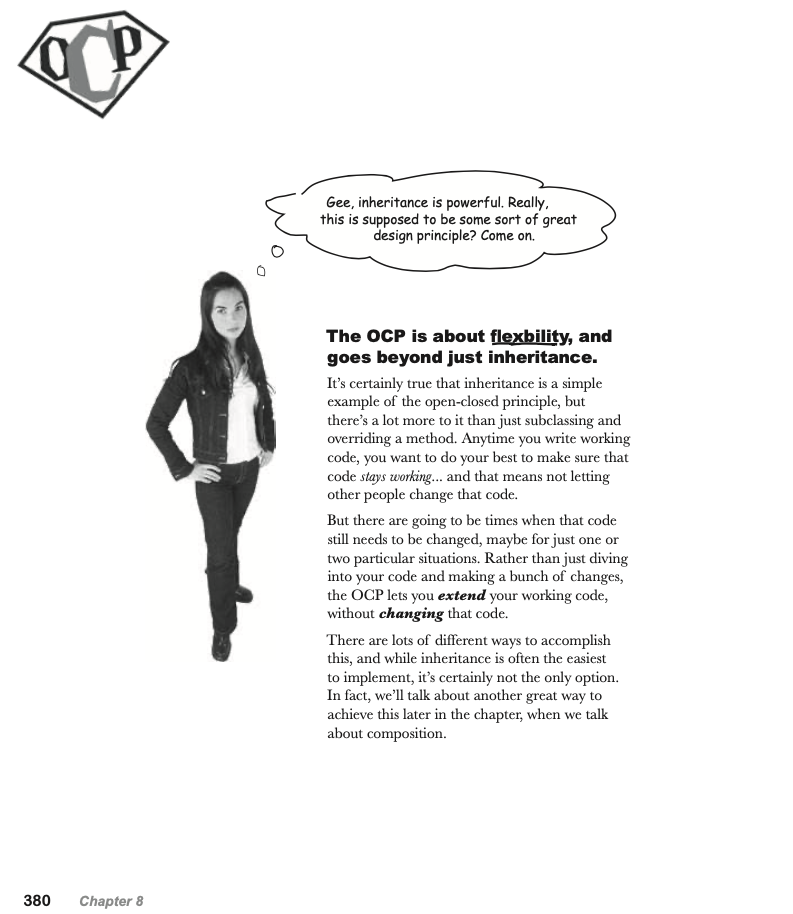 OCP
Gee, inheritance is powerful. Really,
this is supposed to be some sort of great
design principle? Come on.
The OCP is about flexbility, and
goes beyond just inheritance.
It’s certainly true that inheritance is a simple
example of the open-closed principle, but
there’s a lot more to it than just subclassing and
overriding a method. Anytime you write working
code, you want to do your best to make sure that
code stays working... and that means not letting
other people change that code.
But there are going to be times when that code
still needs to be changed, maybe for just one or
two particular situations. Rather than just diving
into your code and making a bunch of changes,
the OCP lets you extend your working code,
without changing that code.
There are lots of different ways to accomplish
this, and while inheritance is often the easiest
to implement, it’s certainly not the only option.
In fact, we’ll talk about another great way to
achieve this later in the chapter, when we talk
about composition.
380 Chapter 8